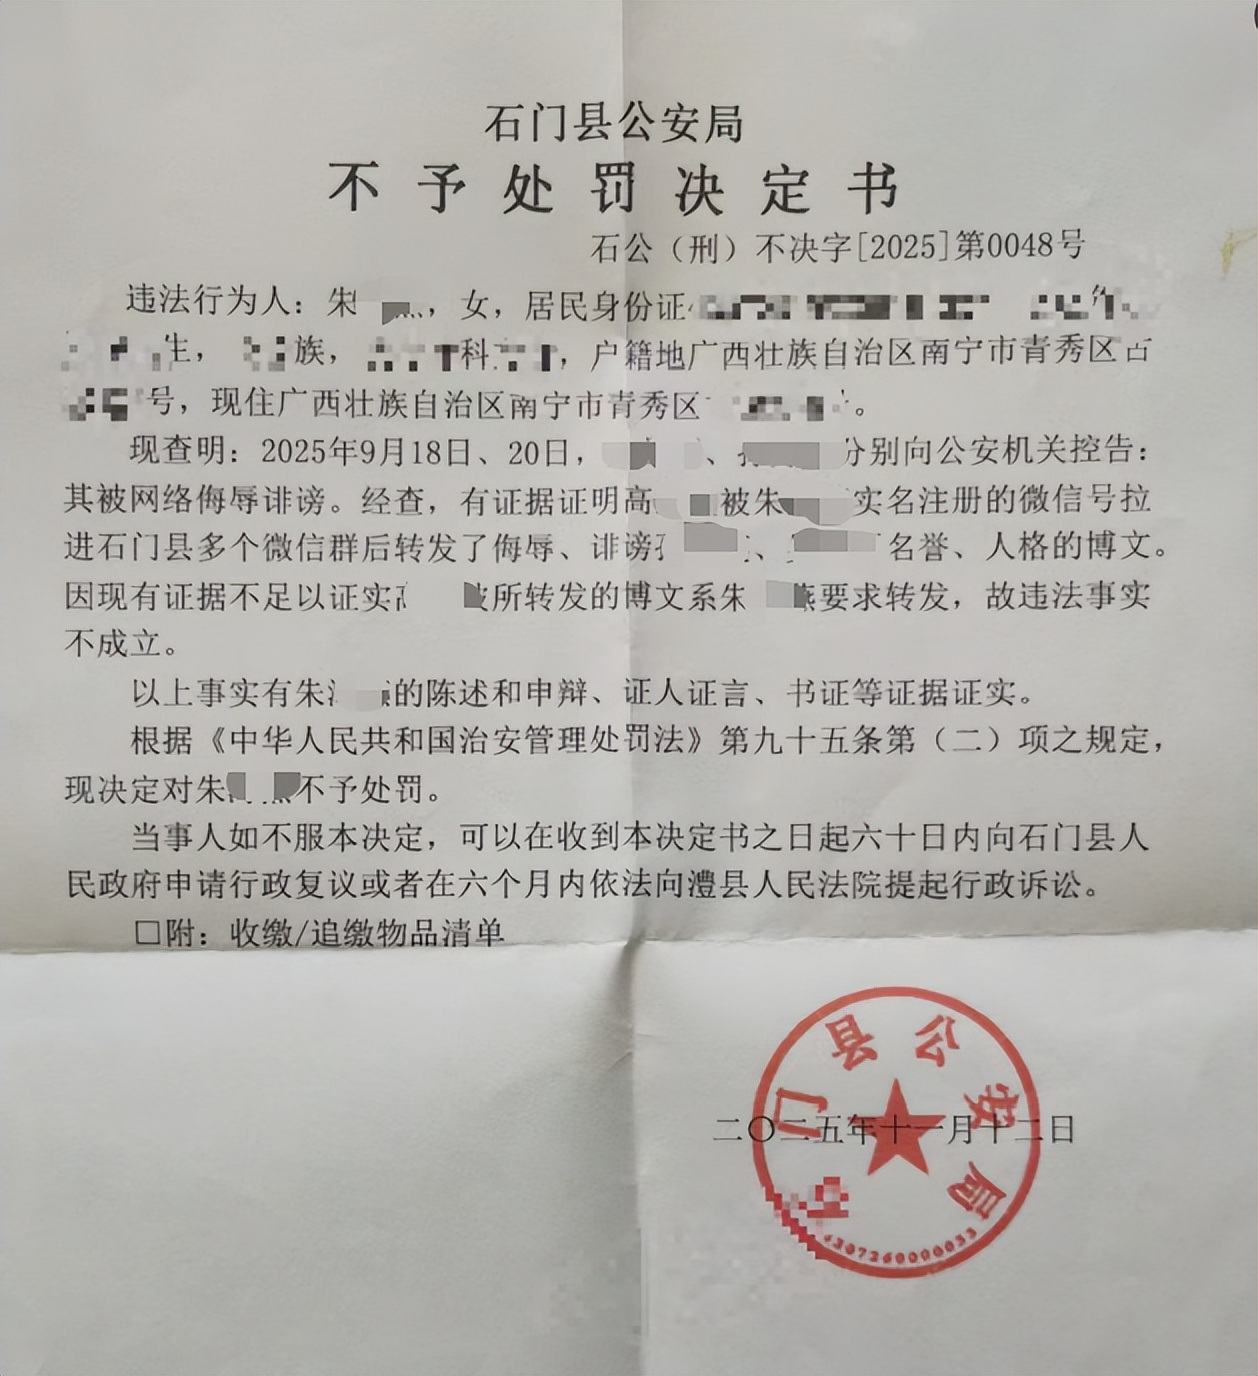 石门县公安局
不予处罚决定书
石公（刑）不决字[2025]第0048号
违法行为人：朱，女，居民身份证
生，族，科，户籍地广西壮族自治区南宁市青秀区古
号，现住广西壮族自治区南宁市青秀区。
现查明：2025年9月18日、20日，、分别向公安机关控告：
其被网络侮辱诽谤。经查，有证据证明高被朱实名注册的微信号拉
进石门县多个微信群后转发了侮辱、诽谤、名誉、人格的博文。
因现有证据不足以证实所转发的博文系朱燕要求转发，故违法事实
不成立。
以上事实有朱的陈述和申辩、证人证言、书证等证据证实。
根据《中华人民共和国治安管理处罚法》第九十五条第（二）项之规定，
现决定对朱不予处罚。
当事人如不服本决定，可以在收到本决定书之日起六十日内向石门县人
民政府申请行政复议或者在六个月内依法向澧县人民法院提起行政诉讼。
□附：收缴/追缴物品清单
门县公安局
二〇二五年十一月十二日
4307260000033